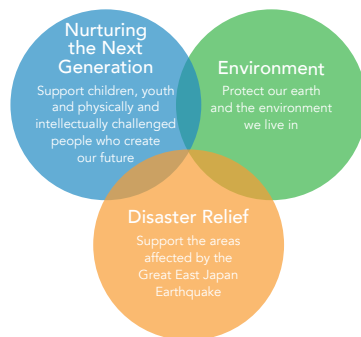 Nurturing
the Next
Generation
Support children, youth
and physically and
intellectually challenged
people who create
our future
Environment
Protect our earth
and the environment
we live in
Disaster Relief
Support the areas
affected by the
Great East Japan
Earthquake